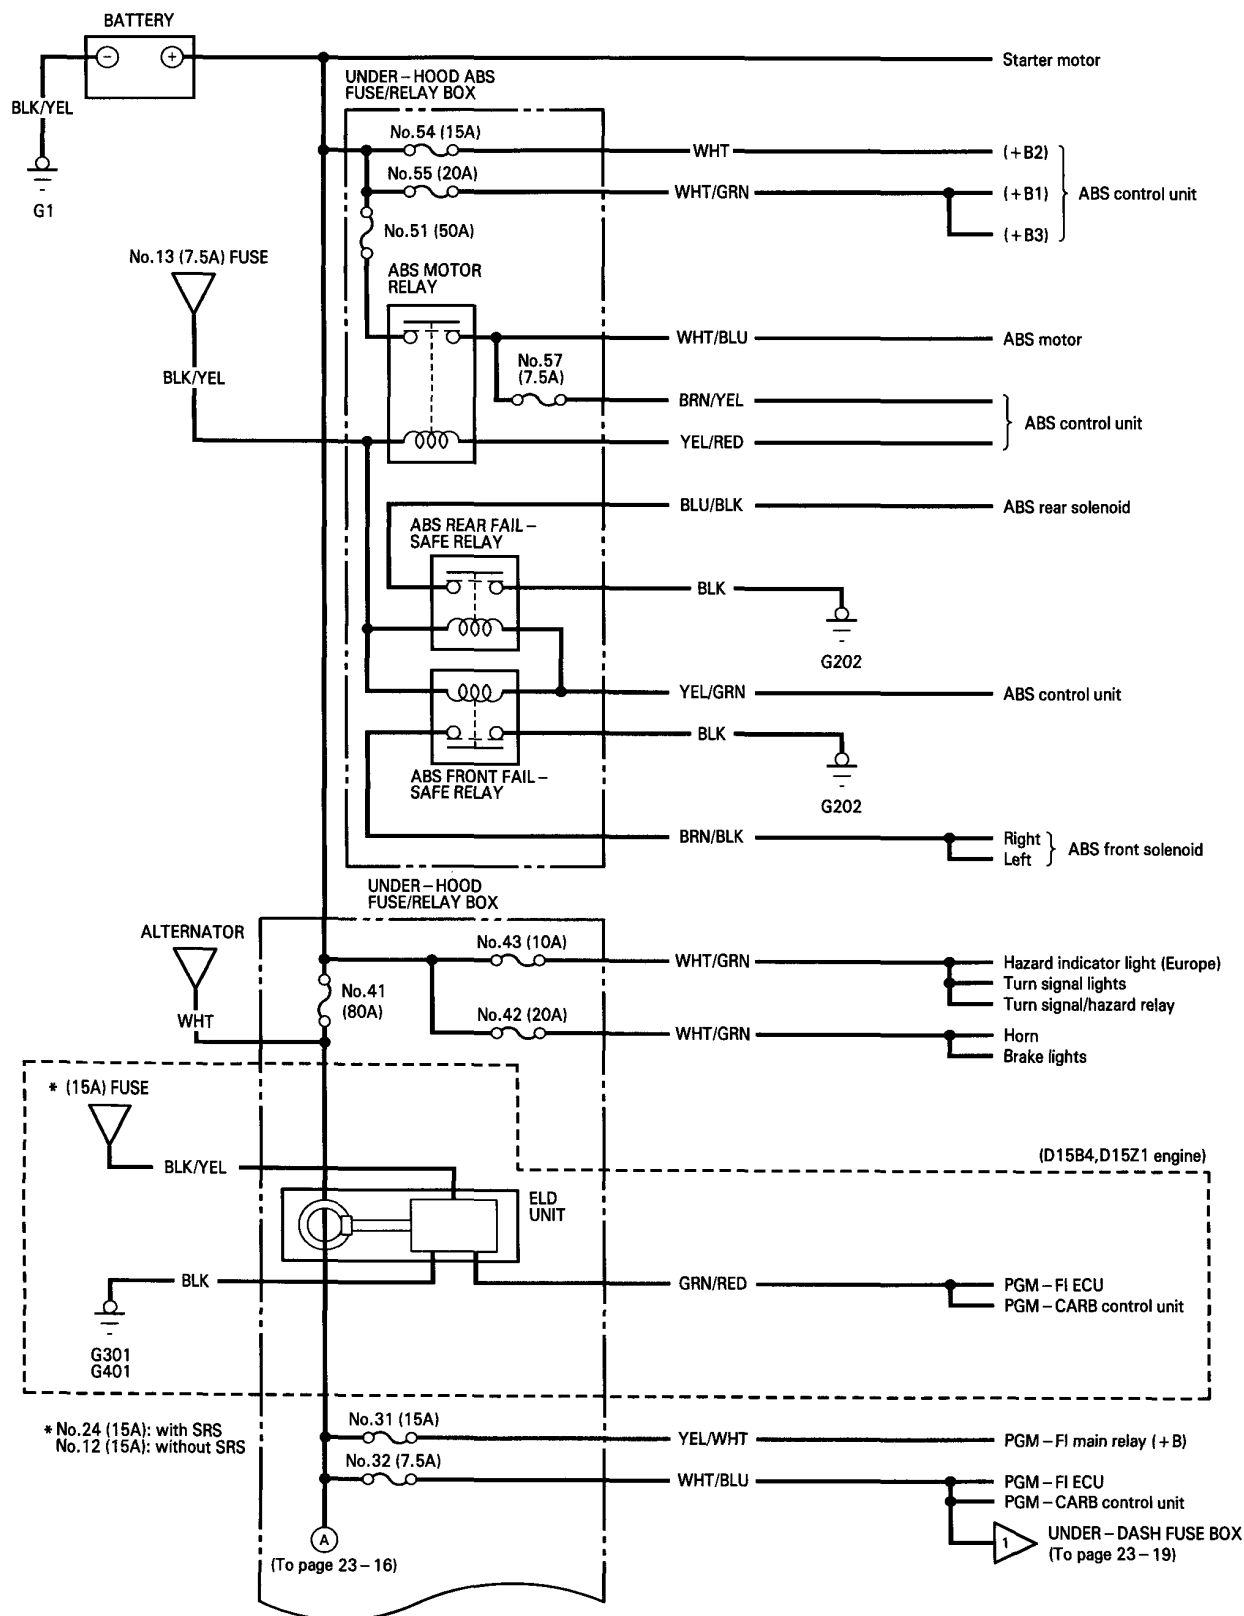 BATTERY
Starter motor
UNDER–HOOD ABS
FUSE/RELAY BOX
BLK/YEL
No.54 (15A)
WHT
(+B2)
No.55 (20A)
WHT/GRN
(+B1)
ABS control unit
G1
No.51 (50A)
(+B3)
No.13 (7.5A) FUSE
ABS MOTOR
RELAY
WHT/BLU
ABS motor
No.57
(7.5A)
BLK/YEL
BRN/YEL
ABS control unit
YEL/RED
BLU/BLK
ABS rear solenoid
ABS REAR FAIL–
SAFE RELAY
BLK
G202
YEL/GRN
ABS control unit
BLK
ABS FRONT FAIL–
SAFE RELAY
G202
BRN/BLK
Right
Left
ABS front solenoid
UNDER–HOOD
FUSE/RELAY BOX
ALTERNATOR
No.43 (10A)
WHT/GRN
Hazard indicator light (Europe)
Turn signal lights
Turn signal/hazard relay
No.41
(80A)
WHT
No.42 (20A)
WHT/GRN
Horn
Brake lights
* (15A) FUSE
(D15B4,D15Z1 engine)
BLK/YEL
ELD
UNIT
BLK
GRN/RED
PGM–FI ECU
PGM–CARB control unit
G301
G401
* No.24 (15A): with SRS
No.12 (15A): without SRS
No.31 (15A)
YEL/WHT
PGM–FI main relay (+B)
No.32 (7.5A)
WHT/BLU
PGM–FI ECU
PGM–CARB control unit
A
(To page 23–16)
1
UNDER–DASH FUSE BOX
(To page 23–19)